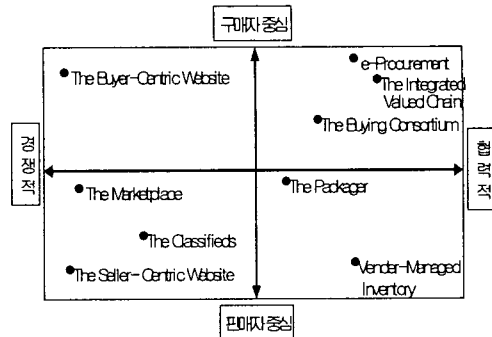 구매자 중심
e-Procurement
The Buyer-Centric Website
The Integrated
Valued Chain
The Buying Consortium
경쟁적
협력적
The Marketplace
The Packager
The Classifieds
The Seller-Centric Website
Vender-Managed
Inventory
판매자 중심